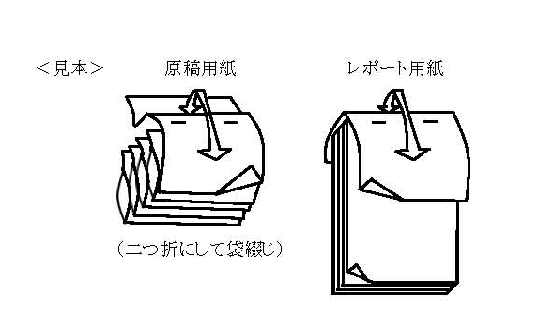 ＜見本＞
原稿用紙
レポート用紙
（二つ折にして袋綴じ）